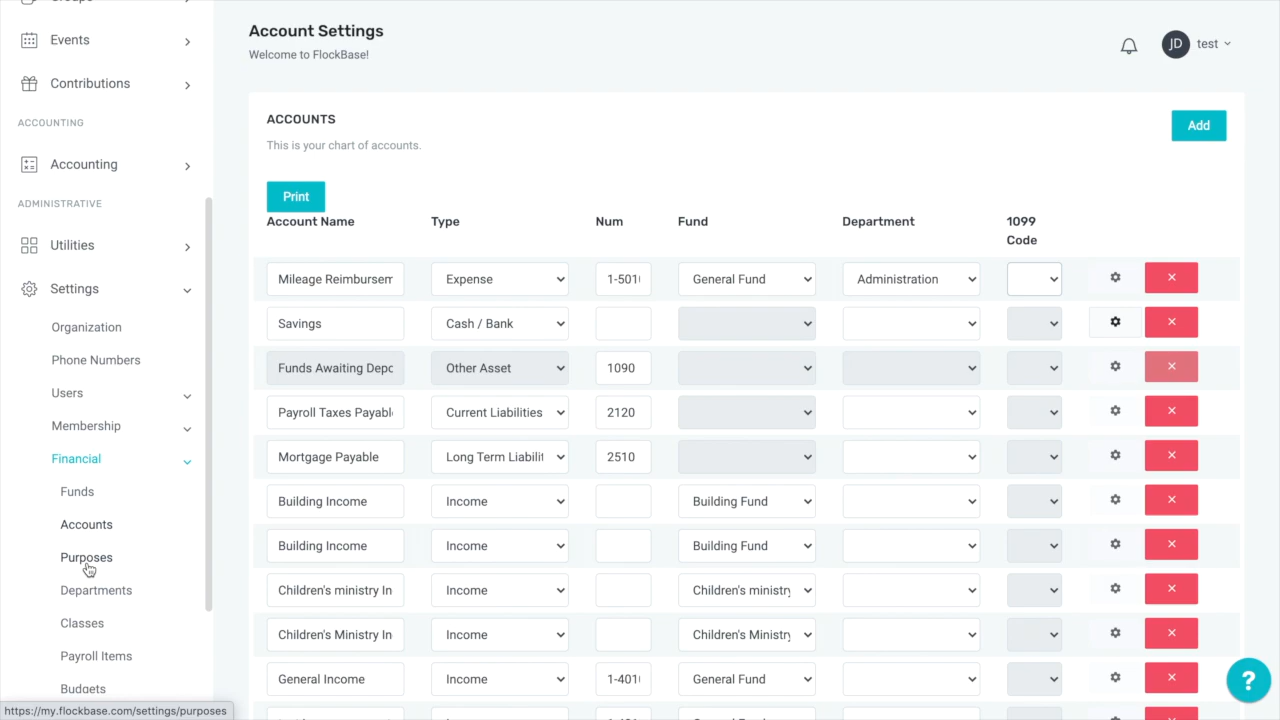 Events
Contributions
ACCOUNTING
Accounting
ADMINISTRATIVE
Utilities
Settings
Organization
Phone Numbers
Users
Membership
Financial
Funds
Accounts
Purposes
Departments
Classes
Payroll Items
Budgets
https://my.flockbase.com/settings/purposes
Account Settings
Welcome to FlockBase!
JD test
ACCOUNTS
This is your chart of accounts.
Add
Print
Account Name Type Num Fund Department 1099 Code
Mileage Reimbursem Expense 1-501 General Fund Administration
Savings Cash / Bank
Funds Awaiting Depo Other Asset 1090
Payroll Taxes Payabl Current Liabilities 2120
Mortgage Payable Long Term Liabilit 2510
Building Income Income Building Fund
Building Income Income Building Fund
Children's ministry In Income Children's ministry
Children's Ministry In Income Children's Ministry
General Income Income 1-401 General Fund
?